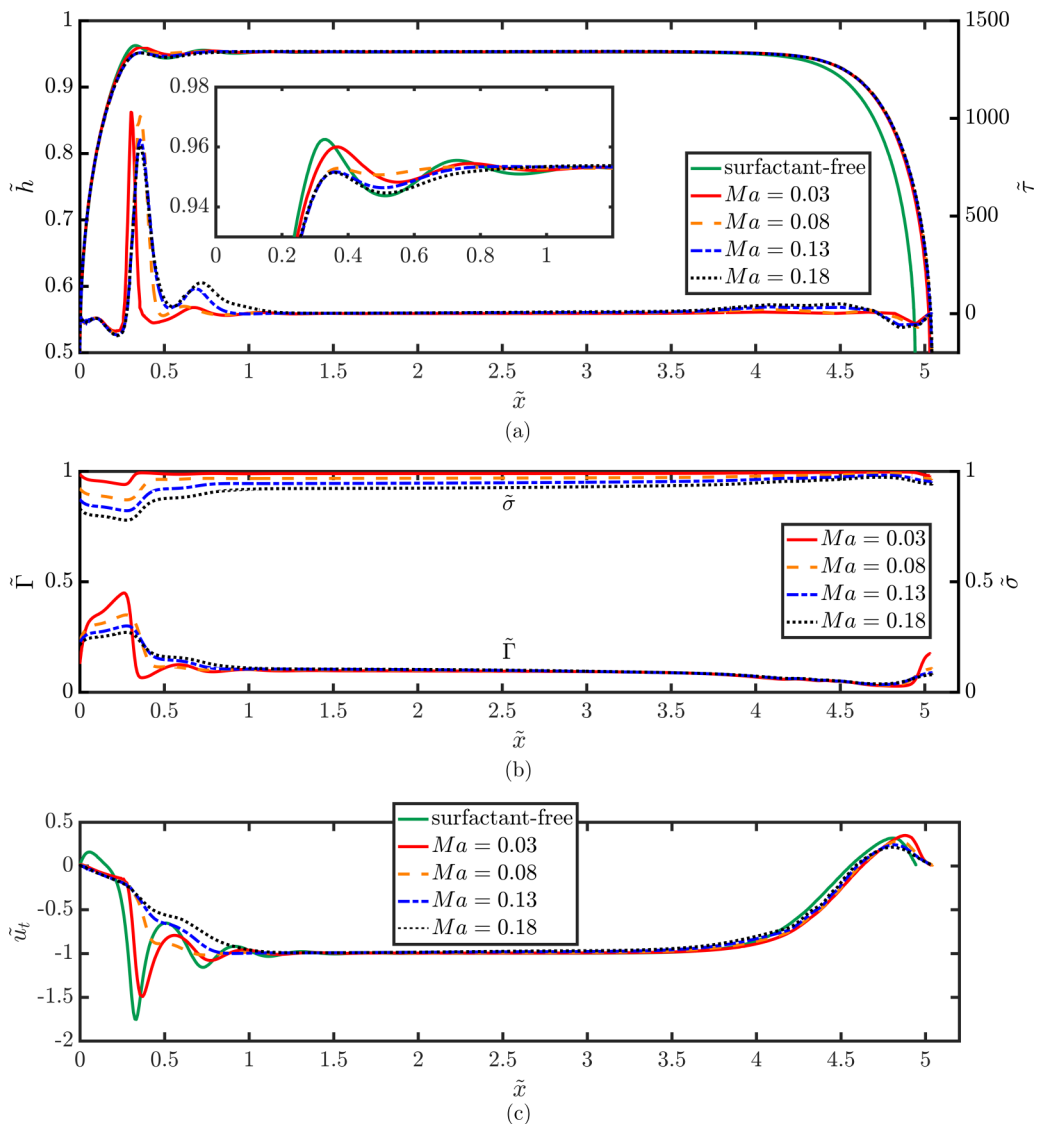 1 1500
0.9 1000
0.8 500
0.7 0
0.6
0.5
h̃ τ̃
0.98
0.96
0.94
0 0.2 0.4 0.6 0.8 1
surfactant-free
Ma = 0.03
Ma = 0.08
Ma = 0.13
Ma = 0.18
0 0.5 1 1.5 2 2.5 3 3.5 4 4.5 5
x̃
(a)
1 1
0.5 0.5
0 0
Γ̃ σ̃
σ̃
Γ̃
Ma = 0.03
Ma = 0.08
Ma = 0.13
Ma = 0.18
0 0.5 1 1.5 2 2.5 3 3.5 4 4.5 5
x̃
(b)
0.5
0
-0.5
-1
-1.5
-2
ũt
surfactant-free
Ma = 0.03
Ma = 0.08
Ma = 0.13
Ma = 0.18
0 0.5 1 1.5 2 2.5 3 3.5 4 4.5 5
x̃
(c)